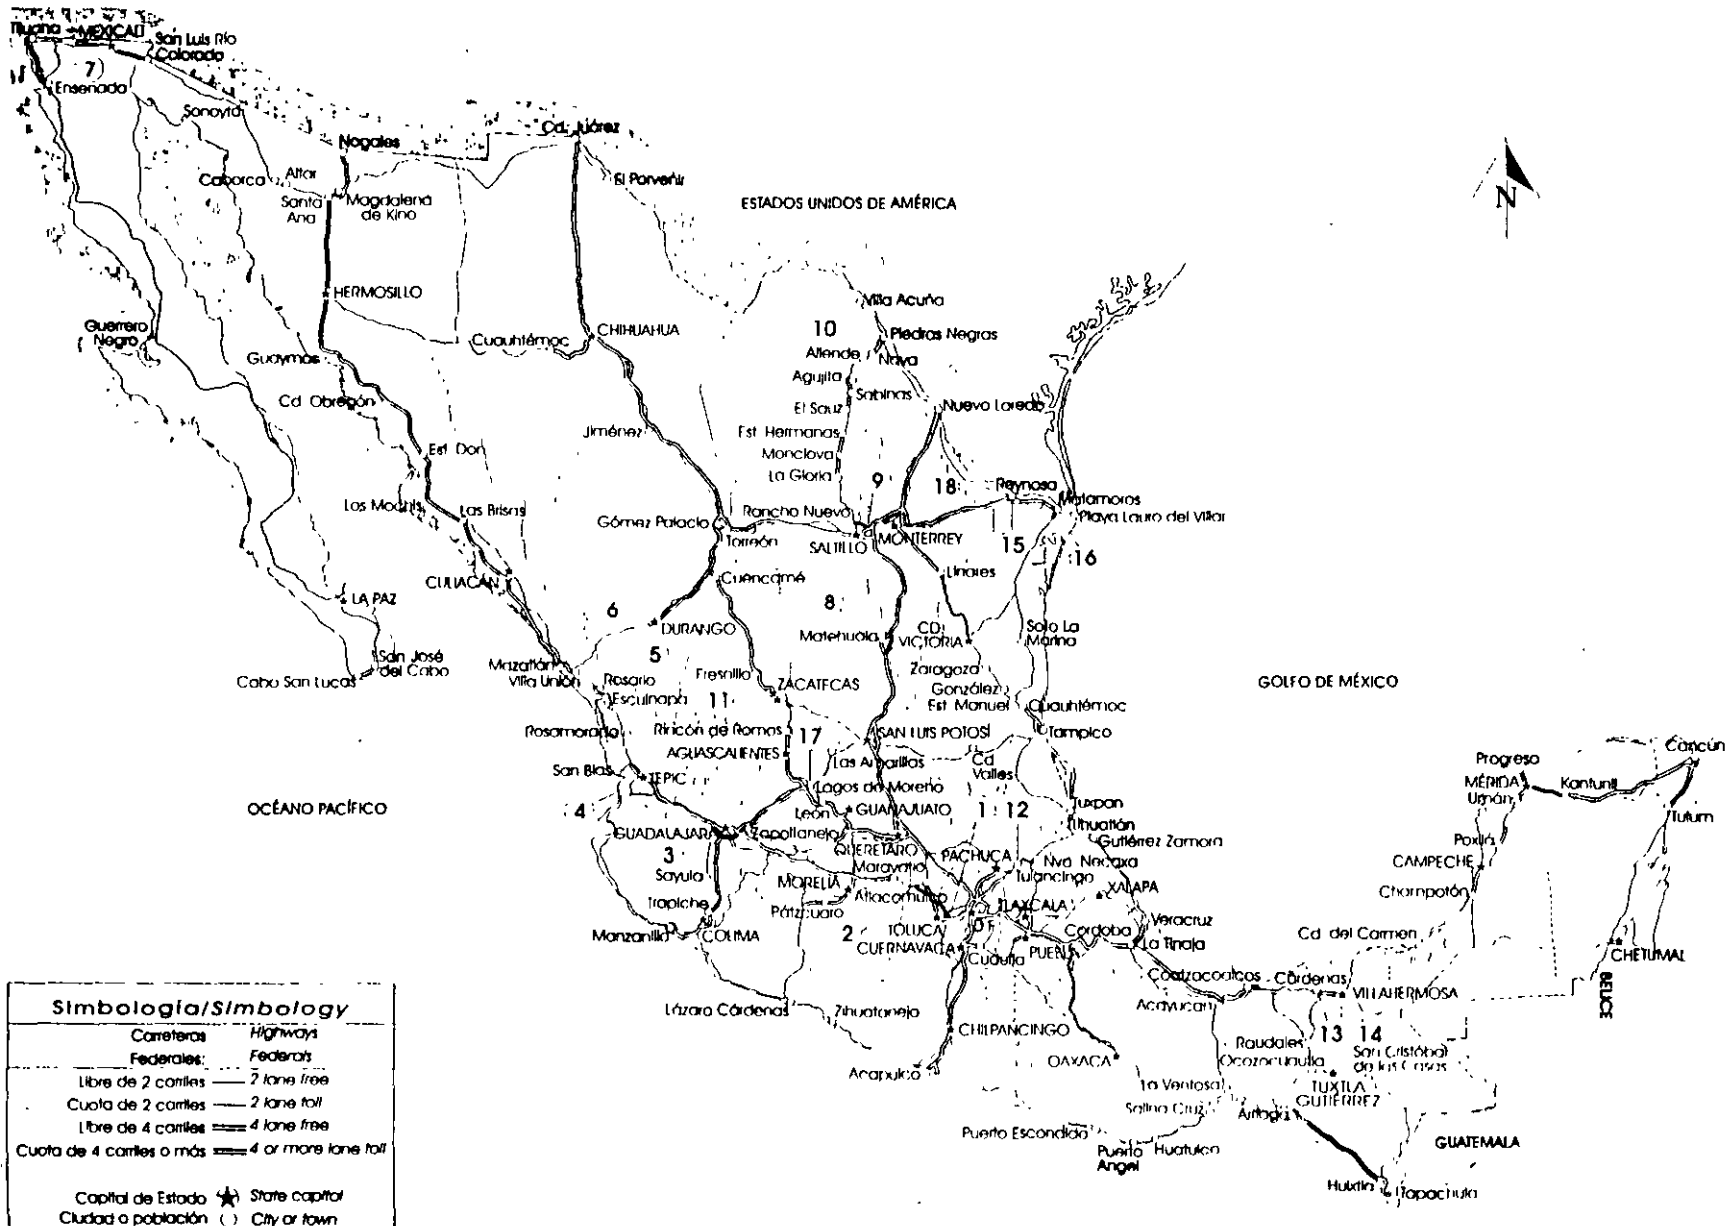 Tijuana
MEXICALI
San Luis Río
Colorado
7
Ensenada
Sonoyta
Nogales
Cd. Juárez
El Porvenir
Caborca
Altar
Santa
Ana
Magdalena
de Kino
ESTADOS UNIDOS DE AMÉRICA
N
HERMOSILLO
Villa Acuña
Guerrero
Negro
Guaymas
Cuauhtémoc
CHIHUAHUA
10
Piedras Negras
Allende
Nava
Agujita
Sabinas
Cd Obregón
El Sauz
Nuevo Laredo
Est Don
Jiménez
Est Hermanas
Monclova
La Gloria
9
18
Reynosa
Los Mochis
Las Brisas
Gómez Palacio
Rancho Nuevo
Matamoros
Playa Lauro del Villar
Torreón
SALTILLO
MONTERREY
15
16
CULIACÁN
Cuencamé
Linares
LA PAZ
6
8
DURANGO
Matehuala
CD.
VICTORIA
Soto La
Marina
San José
del Cabo
Cabo San Lucas
5
Mazatlán
Villa Unión
Rosario
Escuinapa
Fresnillo
ZACATECAS
Zaragoza
González
Est Manuel
GOLFO DE MÉXICO
11
Cuauhtémoc
Rosamorada
Rincón de Romos
17
SAN LUIS POTOSÍ
Tampico
AGUASCALIENTES
Las Amarillas
Cd
Valles
San Blas
TEPIC
Lagos de Moreno
Cancún
Progreso
MÉRIDA
Umán
Kantunil
OCÉANO PACÍFICO
4
León
GUANAJUATO
1
12
Tuxpan
Tihuatlán
Tulum
GUADALAJARA
Zapotlanejo
Gutiérrez Zamora
QUERÉTARO
PACHUCA
Poxilá
3
Maravatío
Nva Necaxa
Tulancingo
CAMPECHE
Sayula
MORELIA
Atlacomulco
XALAPA
Champotón
Trapiche
Pátzcuaro
TLAXCALA
Veracruz
Manzanillo
COLIMA
2
TOLUCA
CUERNAVACA
Cuautla
PUEBLA
Córdoba
La Tinaja
Cd del Carmen
CHETUMAL
BELICE
Coatzacoalcos
Cárdenas
VILLAHERMOSA
Lázaro Cárdenas
Zihuatanejo
Acayucan
CHILPANCINGO
13
14
Raudales
Ocozocuautla
San Cristóbal
de las Casas
OAXACA
Acapulco
TUXTLA
GUTIÉRREZ
La Ventosa
Salina Cruz
Arriaga
Puerto Escondido
Puerto
Angel
Huatulco
GUATEMALA
Huixtla
Tapachula
Simbología/Simbology
Carreteras Highways
Federales: Federals
Libre de 2 carriles 2 lane free
Cuota de 2 carriles 2 lane toll
Libre de 4 carriles 4 lane free
Cuota de 4 carriles o más 4 or more lane toll
Capital de Estado State capital
Ciudad o población City or town